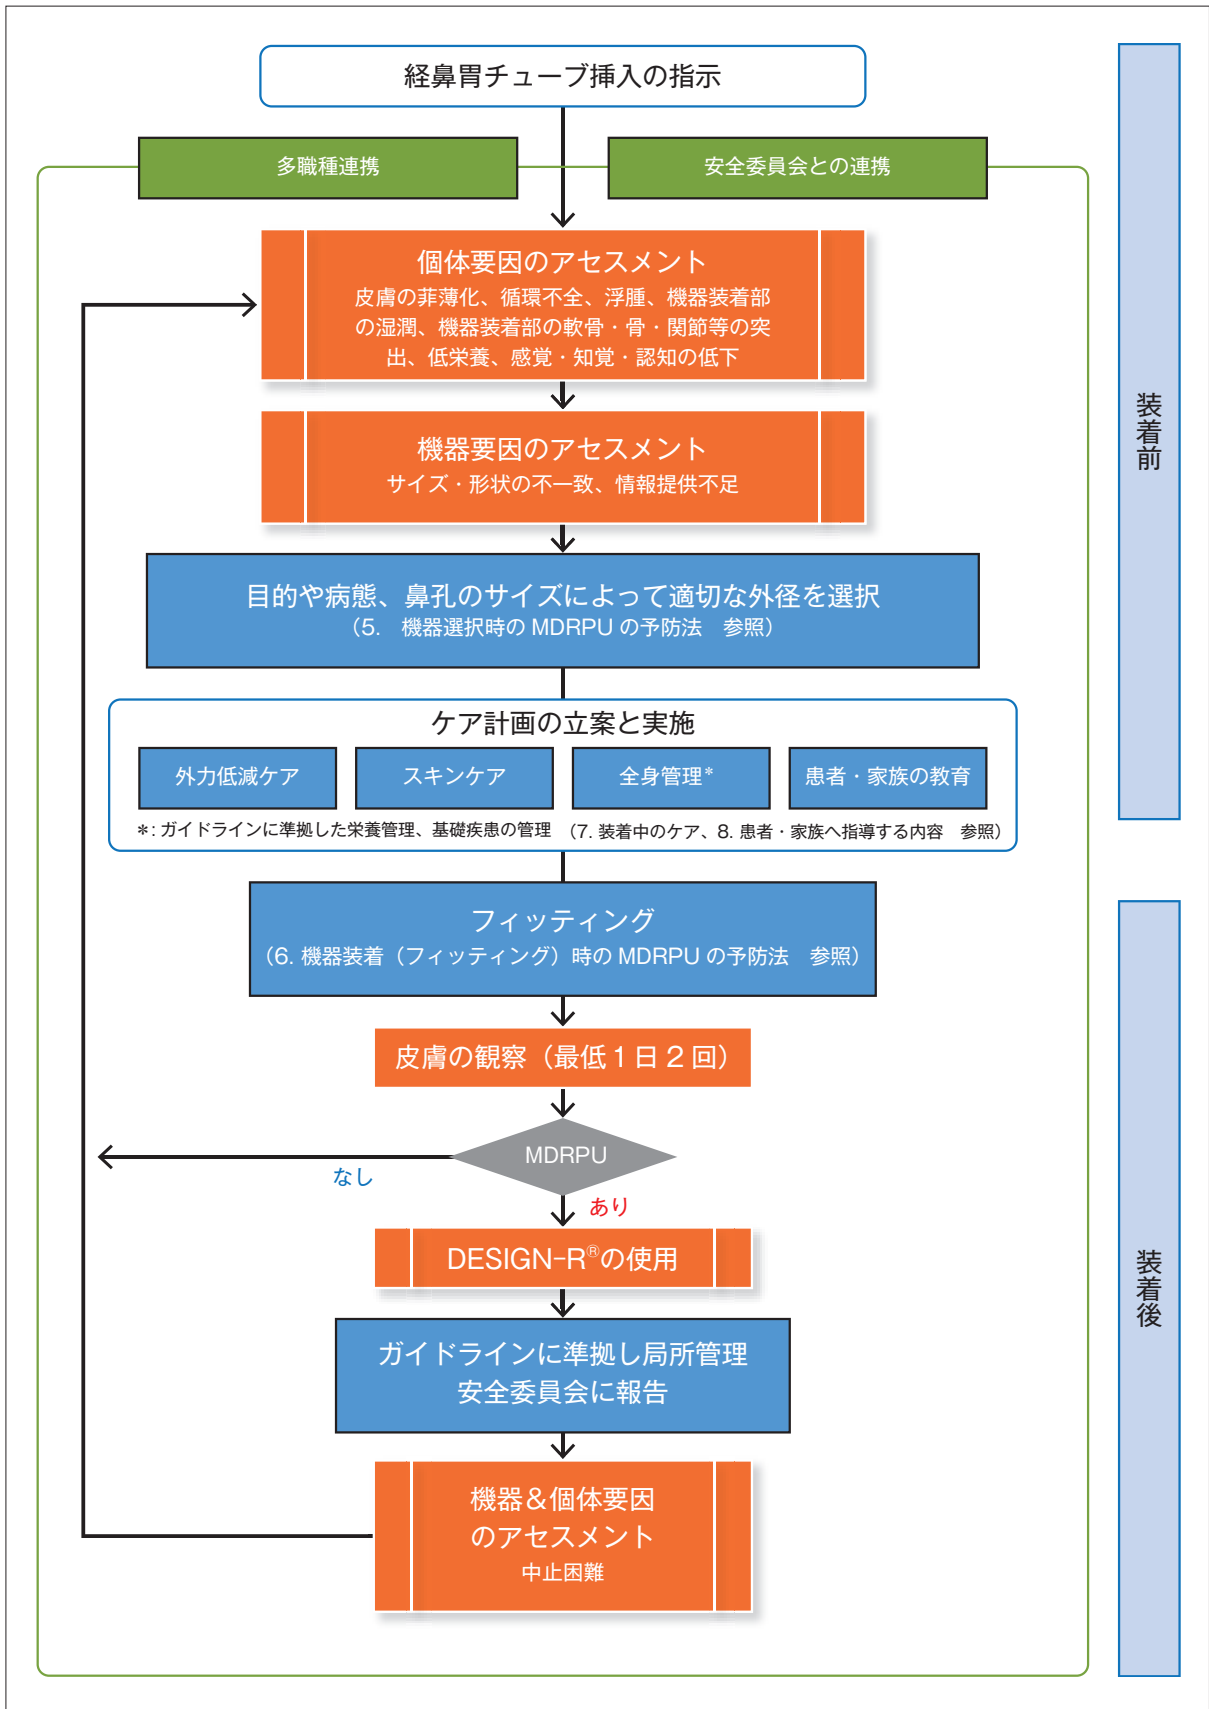 経鼻胃チューブ挿入の指示
多職種連携
安全委員会との連携
個体要因のアセスメント
皮膚の菲薄化、循環不全、浮腫、機器装着部
の湿潤、機器装着部の軟骨・骨・関節等の突
出、低栄養、感覚・知覚・認知の低下
機器要因のアセスメント
サイズ・形状の不一致、情報提供不足
目的や病態、鼻孔のサイズによって適切な外径を選択
（5.　機器選択時の MDRPU の予防法　参照）
ケア計画の立案と実施
外力低減ケア
スキンケア
全身管理*
患者・家族の教育
*：ガイドラインに準拠した栄養管理、基礎疾患の管理　（7. 装着中のケア、8. 患者・家族へ指導する内容　参照）
装着前
フィッティング
（6. 機器装着（フィッティング）時の MDRPU の予防法　参照）
皮膚の観察（最低 1 日 2 回）
MDRPU
なし
あり
DESIGN-R®の使用
ガイドラインに準拠し局所管理
安全委員会に報告
機器＆個体要因
のアセスメント
中止困難
装着後